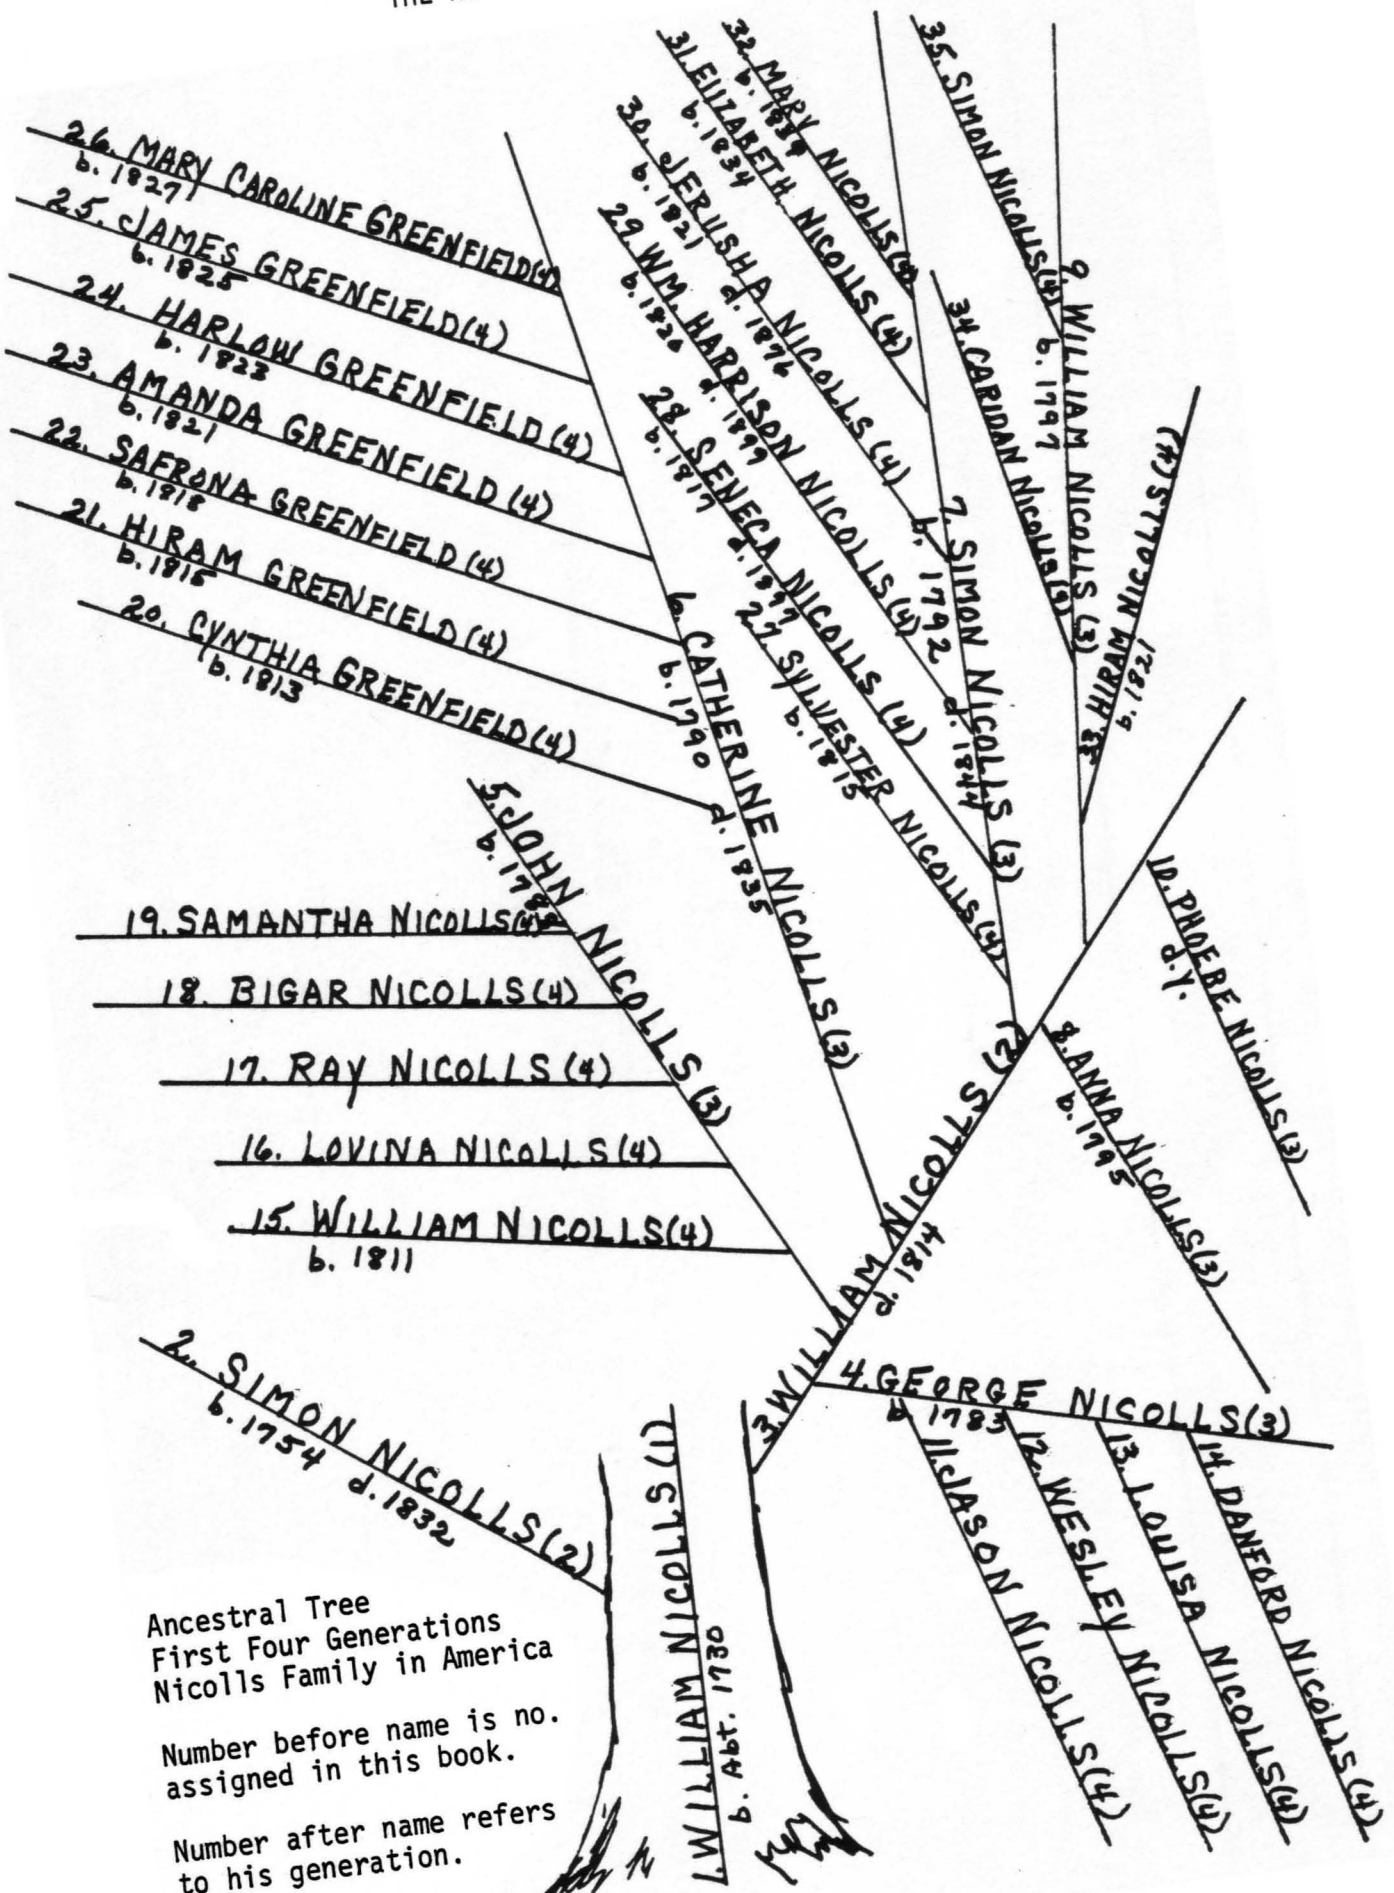 THE
26. MARY CAROLINE GREENFIELD(4)
b. 1827
25. JAMES GREENFIELD(4)
b. 1825
24. HARLOW GREENFIELD(4)
b. 1823
23. AMANDA GREENFIELD(4)
b. 1821
22. SAFRONA GREENFIELD(4)
b. 1818
21. HIRAM GREENFIELD(4)
b. 1815
20. CYNTHIA GREENFIELD(4)
b. 1813
6. CATHERINE NICOLLS(3)
b. 1790 d. 1835
32. MARY NICOLLS(4)
b.
31. ElIZABETH NICOLLS(4)
b. 1834
30. JERUSHA NICOLLS(4)
b. 1821 d. 1876
29. WM. HARRISON NICOLLS(4)
b. 1820 d. 1899
28. SENECA NICOLLS(4)
b. 1817 d. 1897
27. SYLVESTER NICOLLS(4)
b. 1815
7. SIMON NICOLLS (3)
b. 1792 d. 1844
35. SIMON NICOLLS(4)
34. CARIDAN NICOLLS(4)
9. WILLIAM NICOLLS (3)
b. 1797
33. HIRAM NICOLLS(4)
b. 1821
5. JOHN NICOLLS(3)
b.
19. SAMANTHA NICOLLS(4)
18. BIGAR NICOLLS(4)
17. RAY NICOLLS(4)
16. LOVINA NICOLLS(4)
15. WILLIAM NICOLLS(4)
b. 1811
10. PHOEBE NICOLLS(3)
d.y.
8. ANNA NICOLLS(3)
b. 1795
3. WILLIAM NICOLLS (2)
d. 1814
4. GEORGE NICOLLS(3)
b 1783
11. JASON NICOLLS(4)
12. WESLEY NICOLLS(4)
13. LOUISA NICOLLS(4)
14. DANFORD NICOLLS(4)
2. SIMON NICOLLS(2)
b. 1754 d. 1832
1. WILLIAM NICOLLS (1)
b. Abt. 1730
Ancestral Tree
First Four Generations
Nicolls Family in America
Number before name is no.
assigned in this book.
Number after name refers
to his generation.